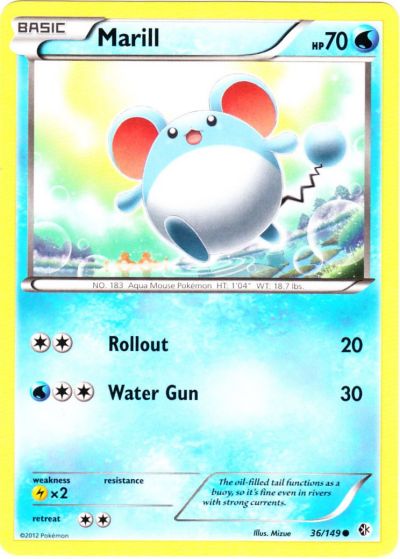 BASIC
Marill
HP70
NO. 183 Aqua Mouse Pokémon HT: 1'04" WT: 18.7 lbs.
Rollout 20
Water Gun 30
weakness resistance
×2
The oil-filled tail functions as a
buoy, so it's fine even in rivers
with strong currents.
retreat
©2012 Pokémon
Illus. Mizue 36/149